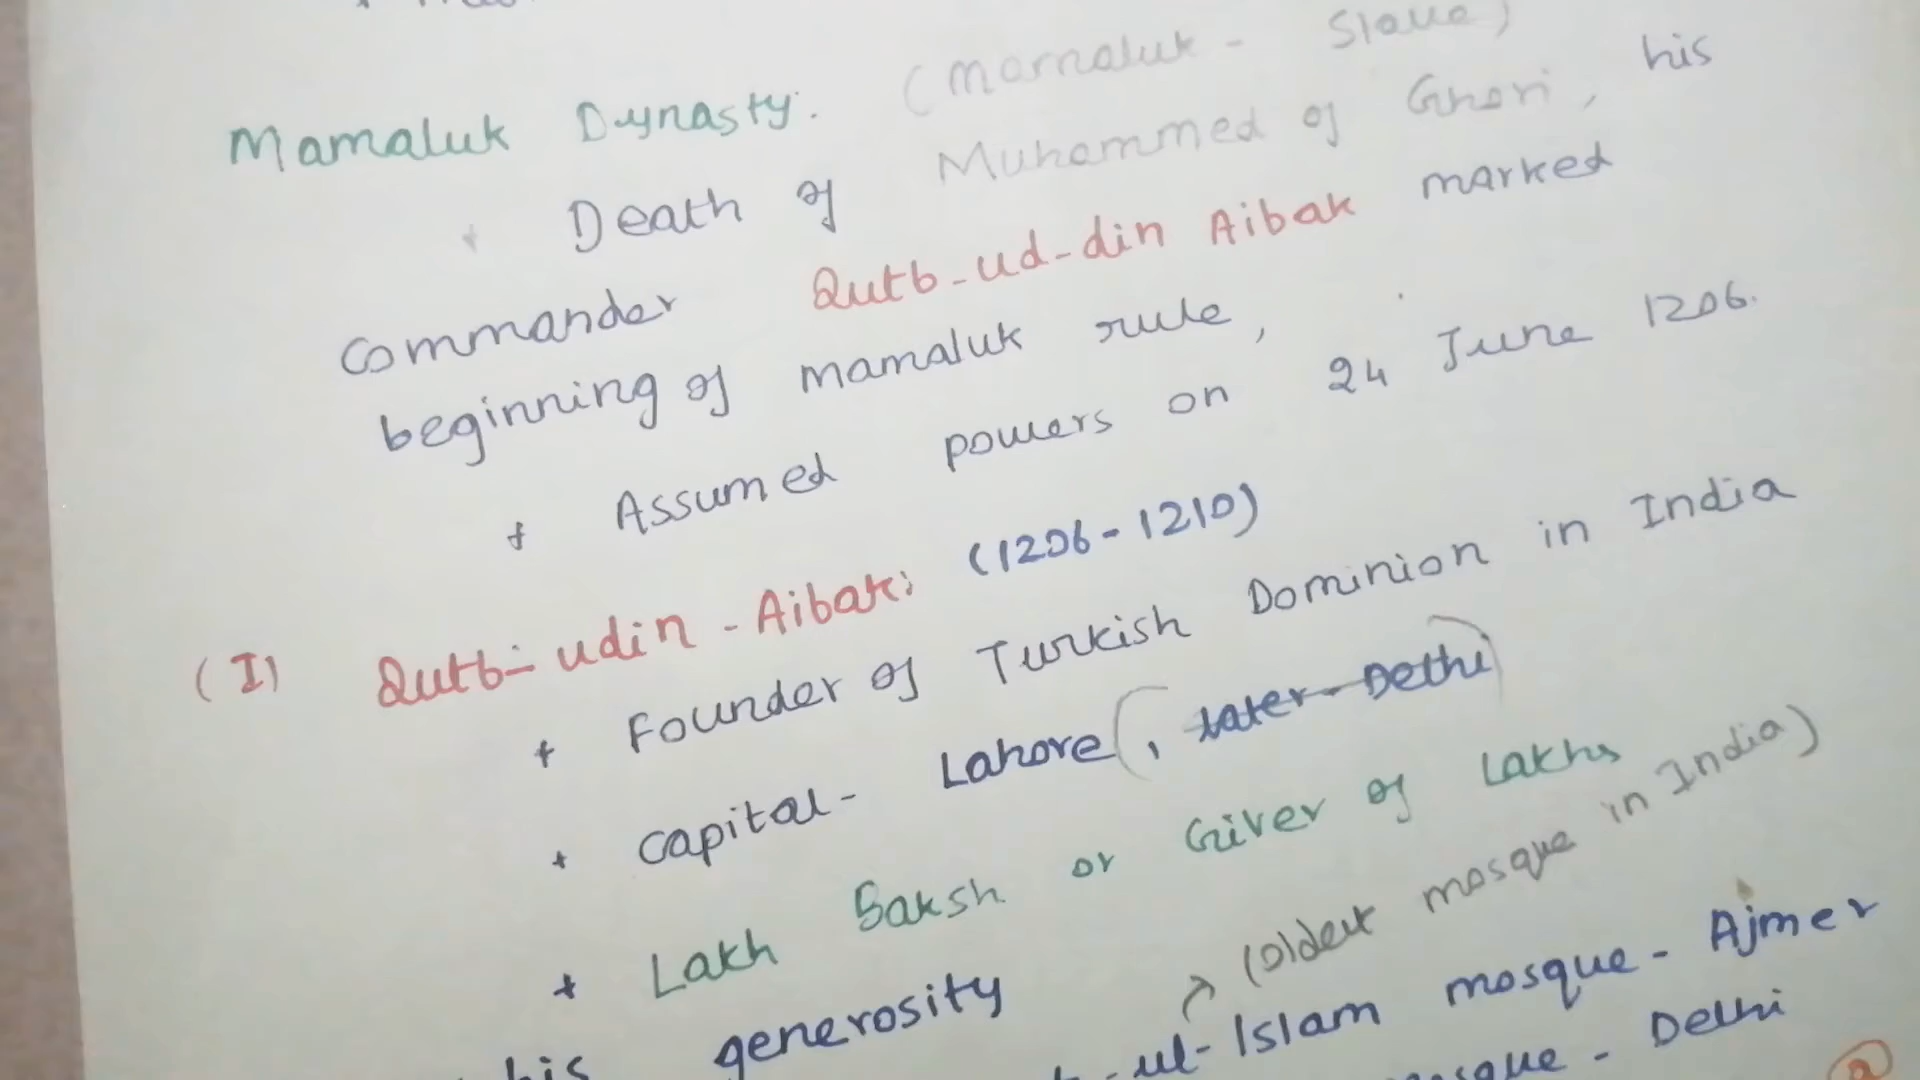 Mamaluk Dynasty: (Mamaluk - Slave)
+ Death of Muhammed of Ghori, his
commander Qutb-ud-din Aibak marked
beginning of mamaluk rule,
+ Assumed powers on 24 June 1206.
(I) Qutb-udin-Aibak: (1206-1210)
+ Founder of Turkish Dominion in India
+ capital- Lahore (, later-Delhi)
+ Lakh Baksh or Giver of Lakhs
his generosity (oldest mosque in India)
-ul-Islam mosque - Ajmer
- Delhi